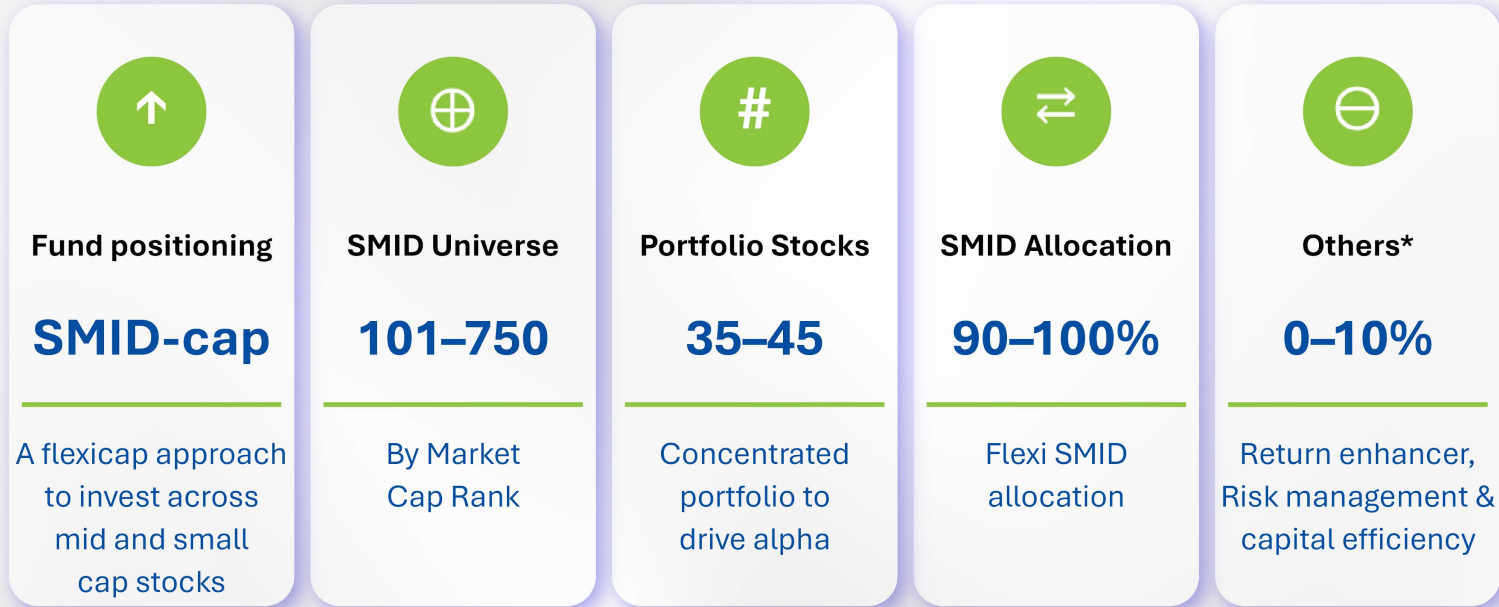 #
Fund positioning
SMID-cap
A flexicap approach
to invest across
mid and small
cap stocks
SMID Universe
101–750
By Market
Cap Rank
Portfolio Stocks
35–45
Concentrated
portfolio to
drive alpha
SMID Allocation
90–100%
Flexi SMID
allocation
Others*
0–10%
Return enhancer,
Risk management &
capital efficiency